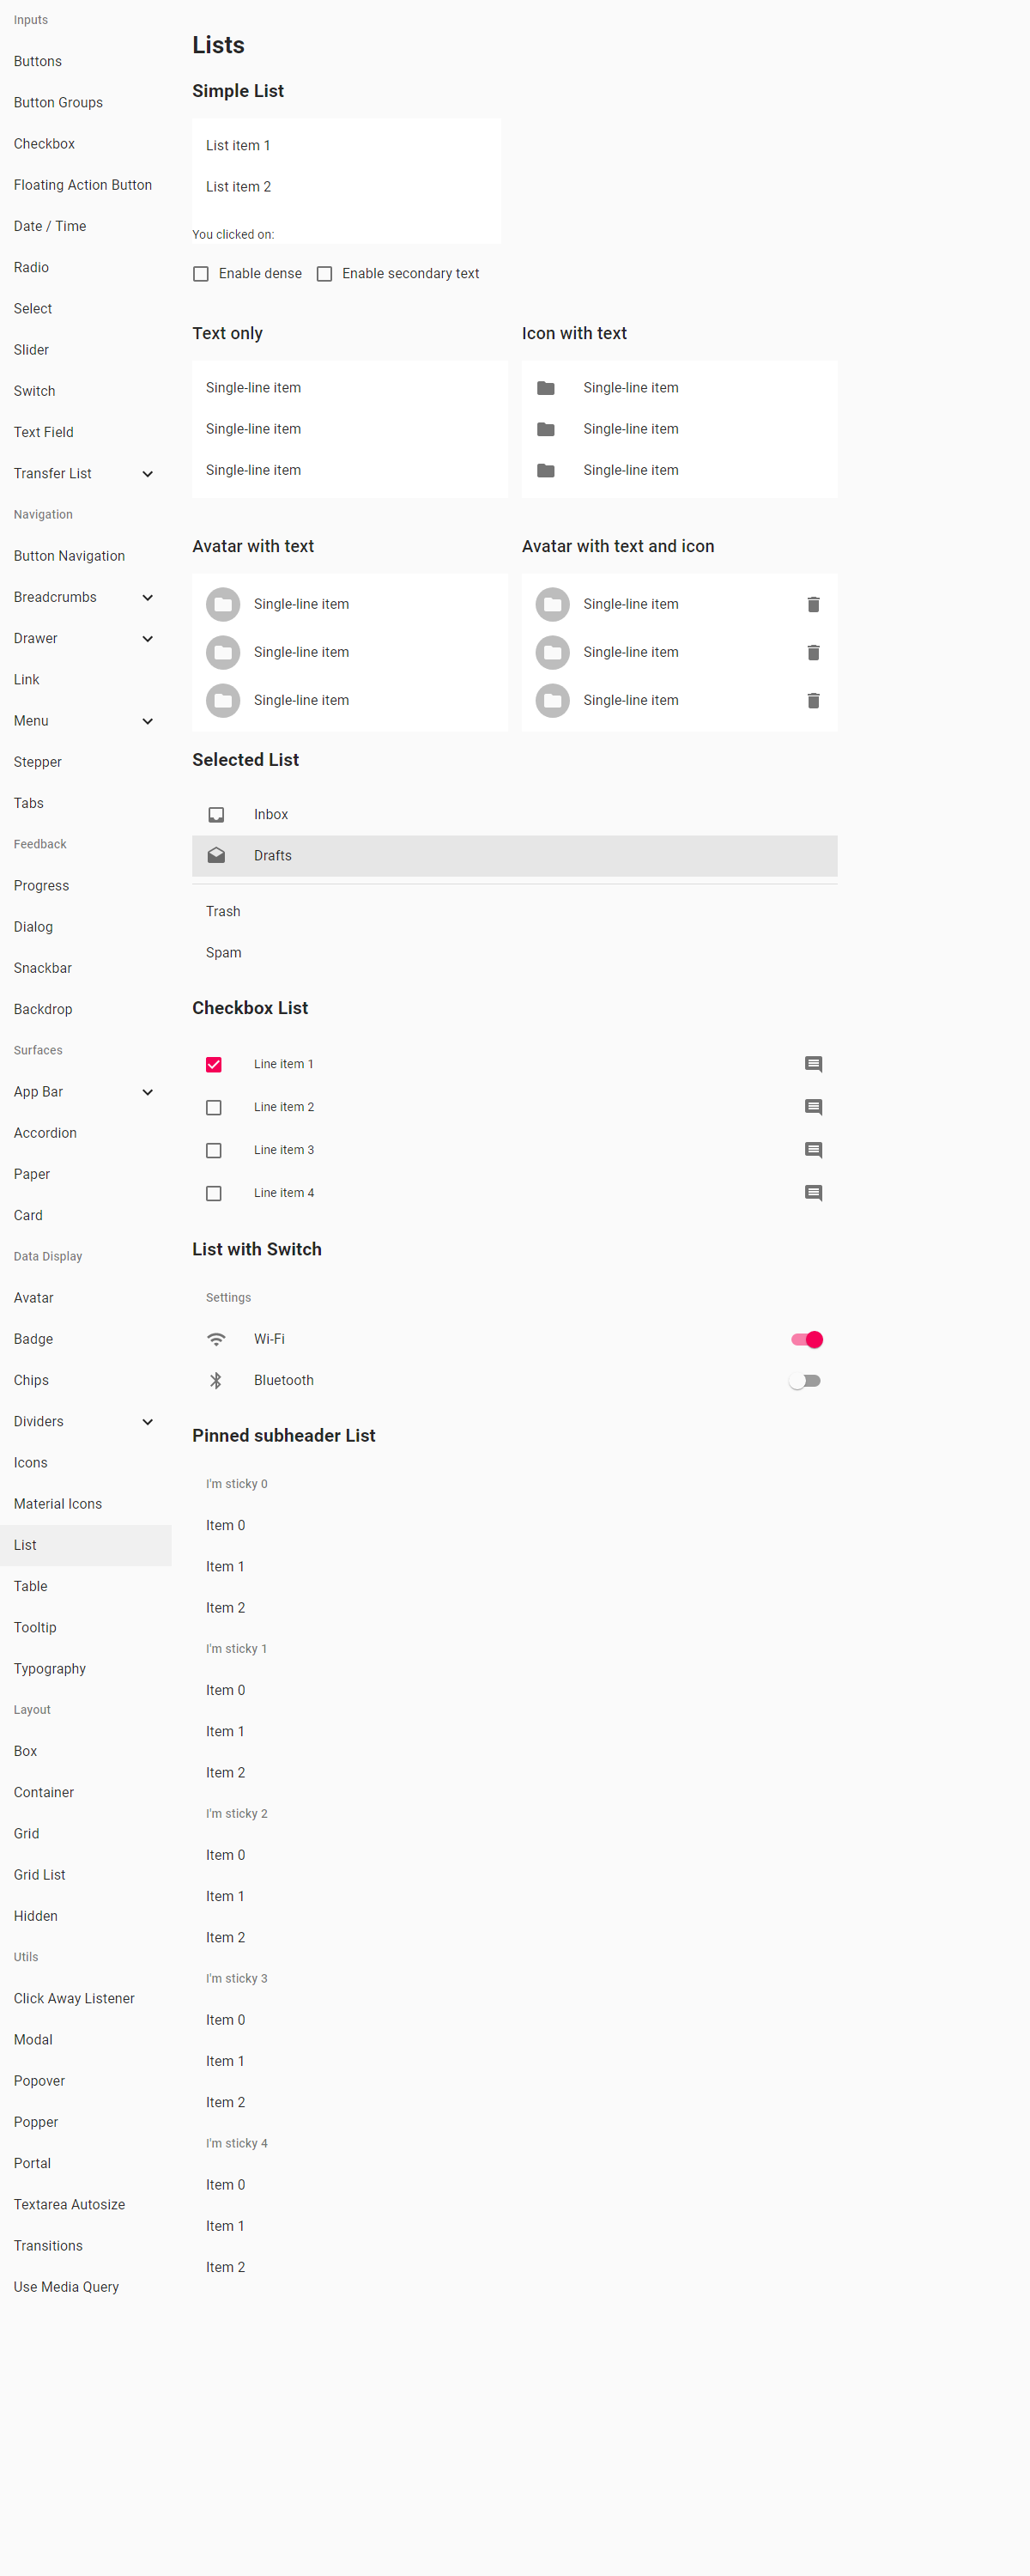 Inputs
Buttons
Button Groups
Checkbox
Floating Action Button
Date / Time
Radio
Select
Slider
Switch
Text Field
Transfer List
Navigation
Button Navigation
Breadcrumbs
Drawer
Link
Menu
Stepper
Tabs
Feedback
Progress
Dialog
Snackbar
Backdrop
Surfaces
App Bar
Accordion
Paper
Card
Data Display
Avatar
Badge
Chips
Dividers
Icons
Material Icons
List
Table
Tooltip
Typography
Layout
Box
Container
Grid
Grid List
Hidden
Utils
Click Away Listener
Modal
Popover
Popper
Portal
Textarea Autosize
Transitions
Use Media Query
Lists
Simple List
List item 1
List item 2
You clicked on:
Enable dense
Enable secondary text
Text only
Single-line item
Single-line item
Single-line item
Icon with text
Single-line item
Single-line item
Single-line item
Avatar with text
Single-line item
Single-line item
Single-line item
Avatar with text and icon
Single-line item
Single-line item
Single-line item
Selected List
Inbox
Drafts
Trash
Spam
Checkbox List
Line item 1
Line item 2
Line item 3
Line item 4
List with Switch
Settings
Wi-Fi
Bluetooth
Pinned subheader List
I'm sticky 0
Item 0
Item 1
Item 2
I'm sticky 1
Item 0
Item 1
Item 2
I'm sticky 2
Item 0
Item 1
Item 2
I'm sticky 3
Item 0
Item 1
Item 2
I'm sticky 4
Item 0
Item 1
Item 2